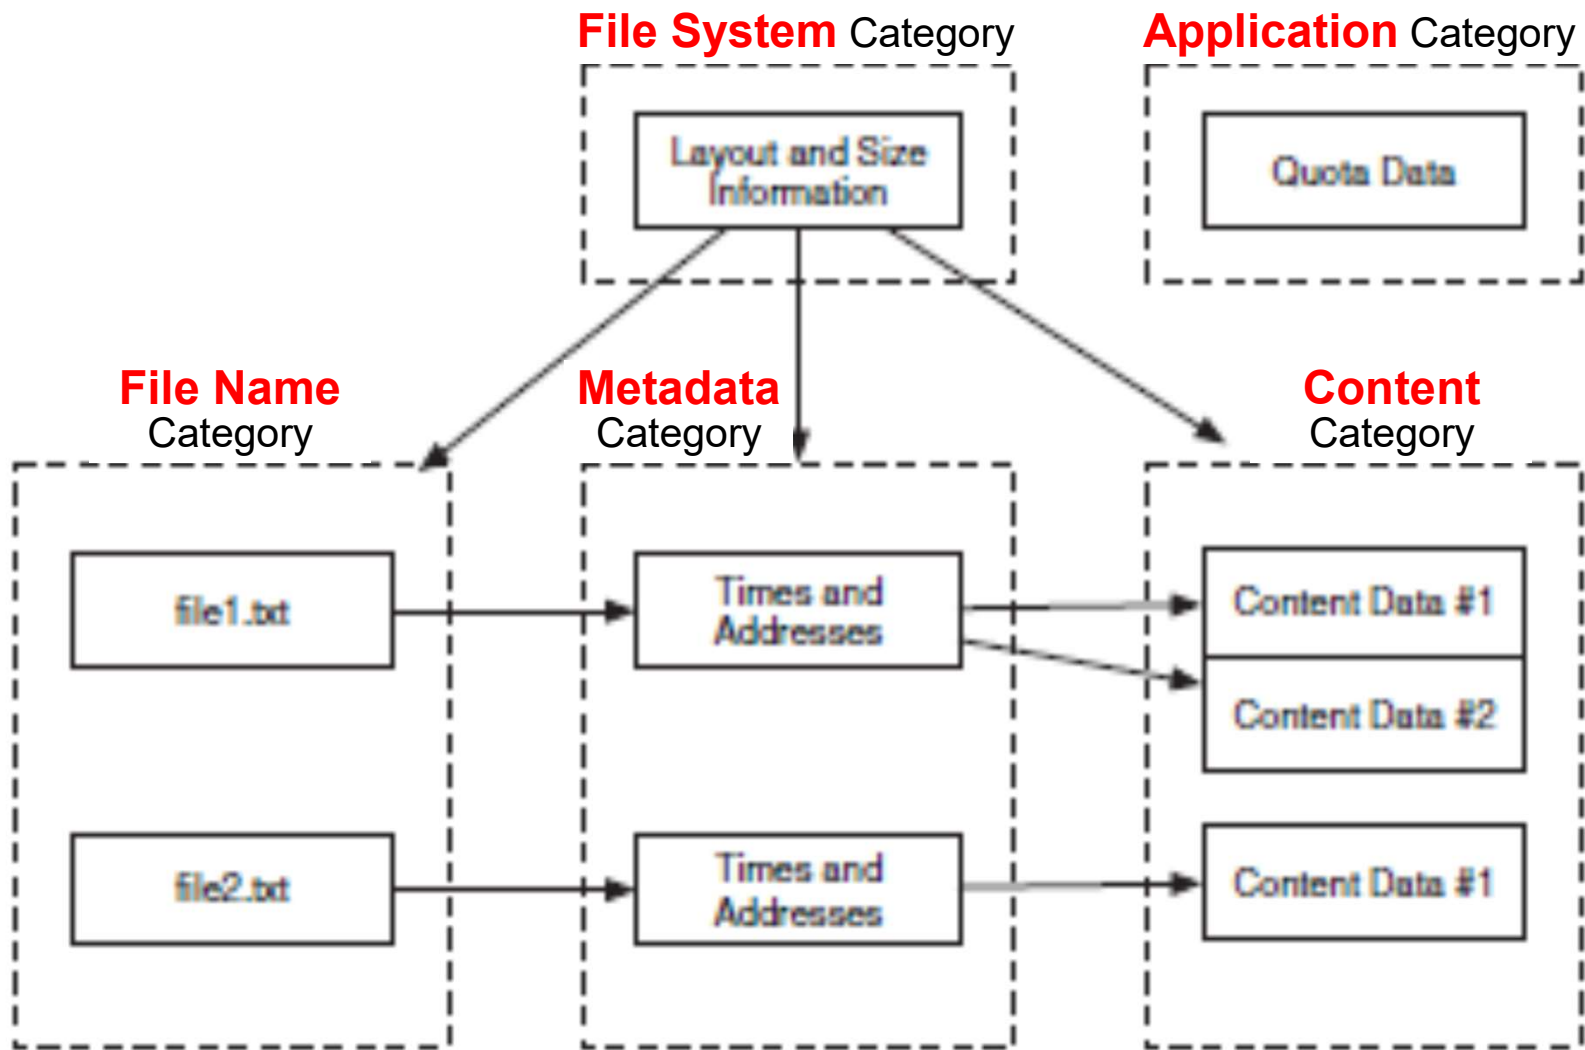 File System Category
Application Category
Layout and Size
Information
Quota Data
File Name
Category
Metadata
Category
Content
Category
file1.txt
Times and
Addresses
Content Data #1
Content Data #2
file2.txt
Times and
Addresses
Content Data #1